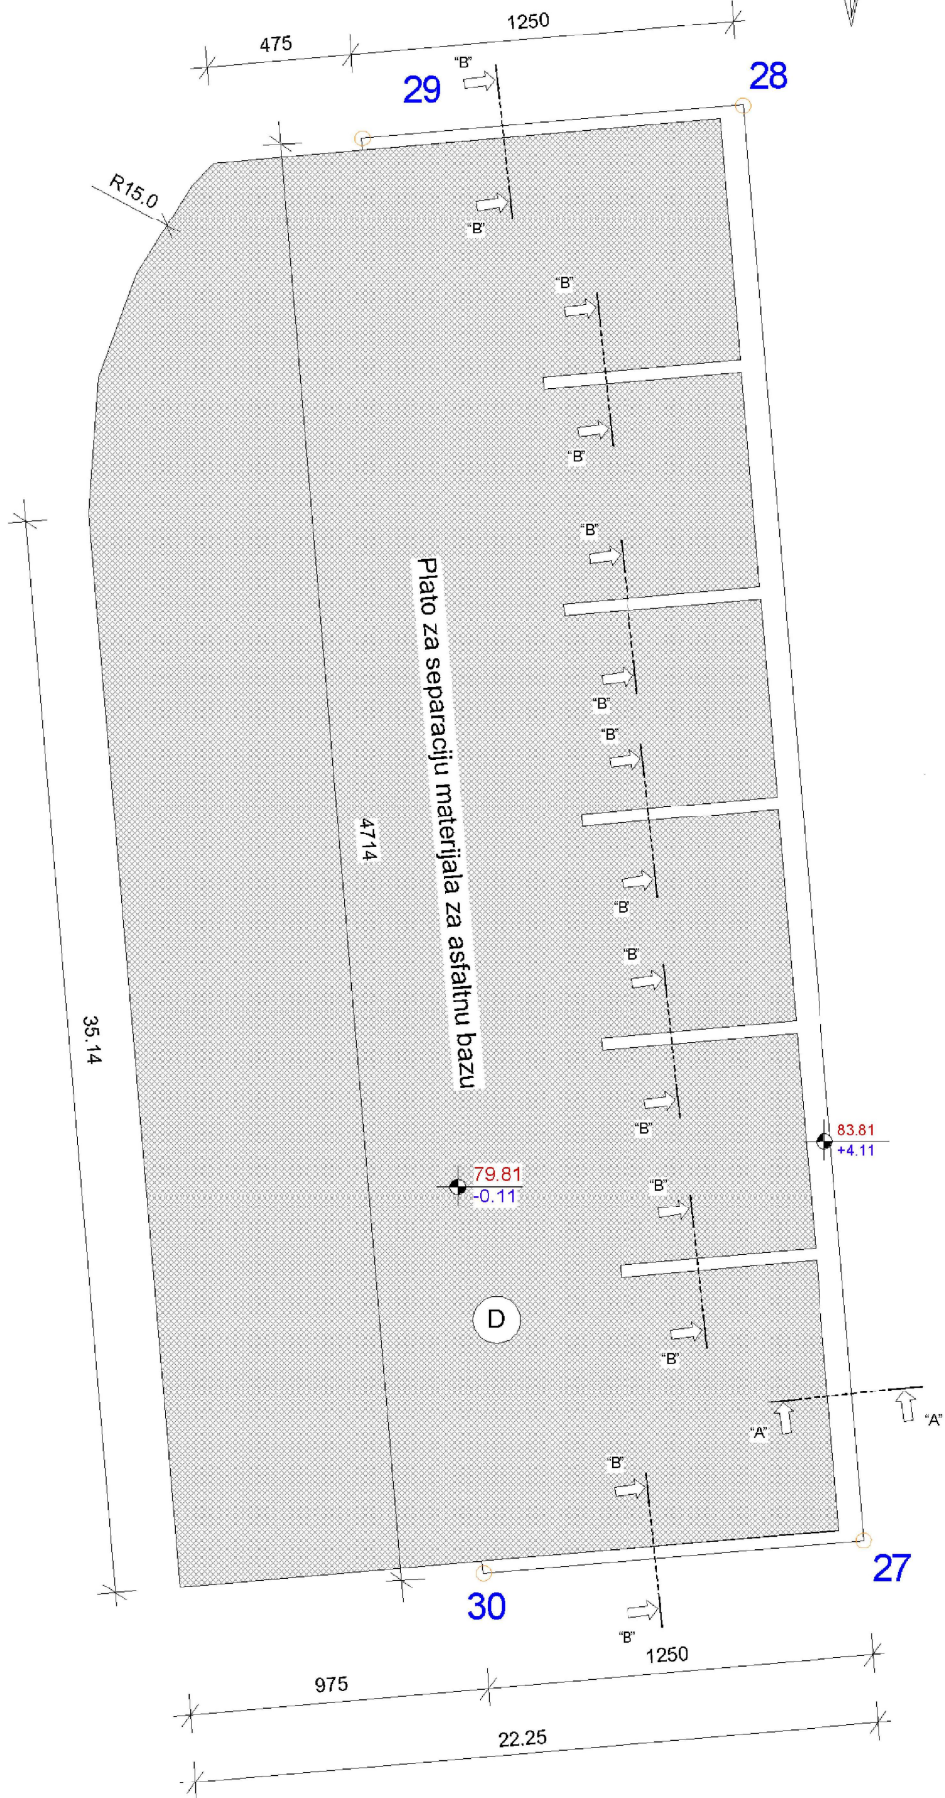 1250
475
"B"
28
29
R15.0
"B"
"B"
"B"
"B"
Plato za separaciju materijala za asfaltnu bazu
"B"
"B"
4714
"B"
"B"
35.14
"B"
83.81
+4.11
79.81
-0.11
"B"
D
"B"
"A"
"A"
"B"
27
30
"B"
1250
975
22.25